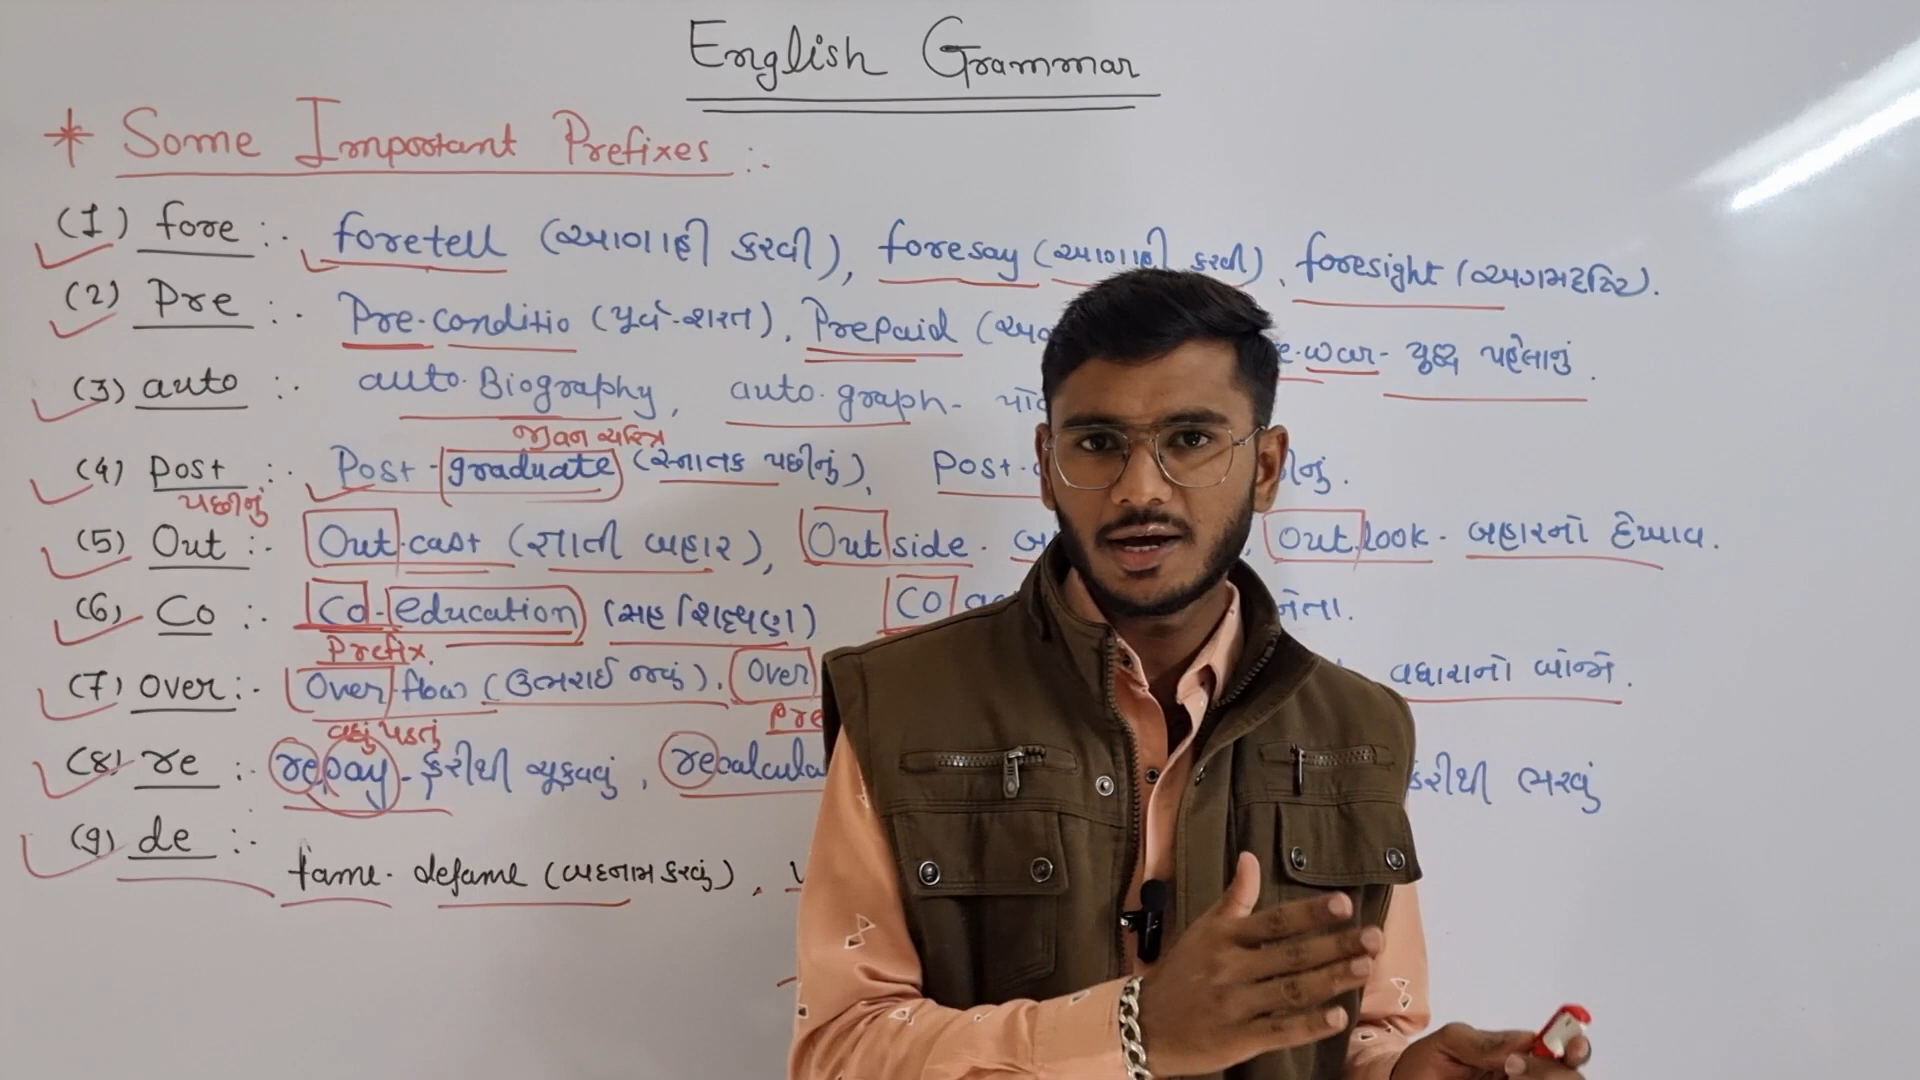 English Grammar
* Some Important Prefixes :.
(1) fore :. foretell (આગાહી કરવી), foresay (આગાહી કરવી). foresight (અગમદ્રષ્ટિ).
(2) Pre :. Pre-conditio (પૂર્વ-શરત). Prepaid (અ e-war- યુદ્ધ પહેલાનું.
(3) auto :. auto.Biography, auto.graph-
જીવન ચરિત્ર
(4) post :. Post-graduate (સ્નાતક પછીનું), post. નું.
પછીનું
(5) Out :. Out-cast (જ્ઞાતી બહાર), Outside. બ Outlook- બહારનો દેખાવ.
(6) Co :. Co-education (સહ શિક્ષણ) CO નેતા.
Prefix.
(7) over :. Over-flow (ઉભરાઈ જવું). Over વધારાનો બોજો.
વધું પડતું Pre
(8) re :. repay - ફરીથી ચૂકવવું, recalcula ફરીથી ભરવું
(9) de :.
fame. defame (બદનામ કરવું),